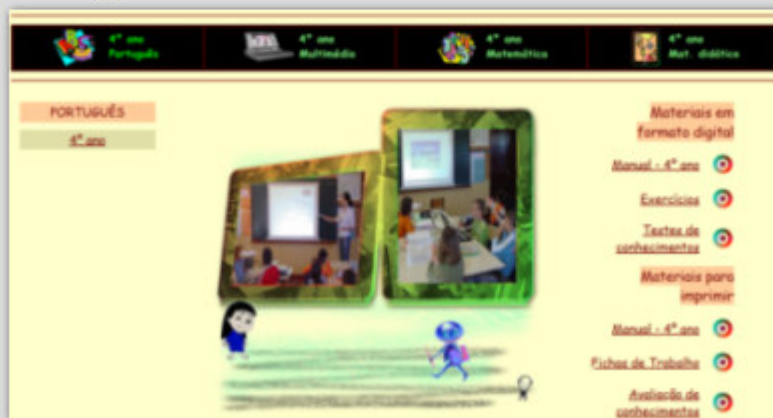 4º ano
Português
4º ano
Multimédia
4º ano
Matemática
4º ano
Mat. didático
PORTUGUÊS
4º ano
Materiais em
formato digital
Manual - 4º ano
Exercícios
Testes de
conhecimentos
Materiais para
imprimir
Manual - 4º ano
Fichas de Trabalho
Avaliação de
conhecimentos